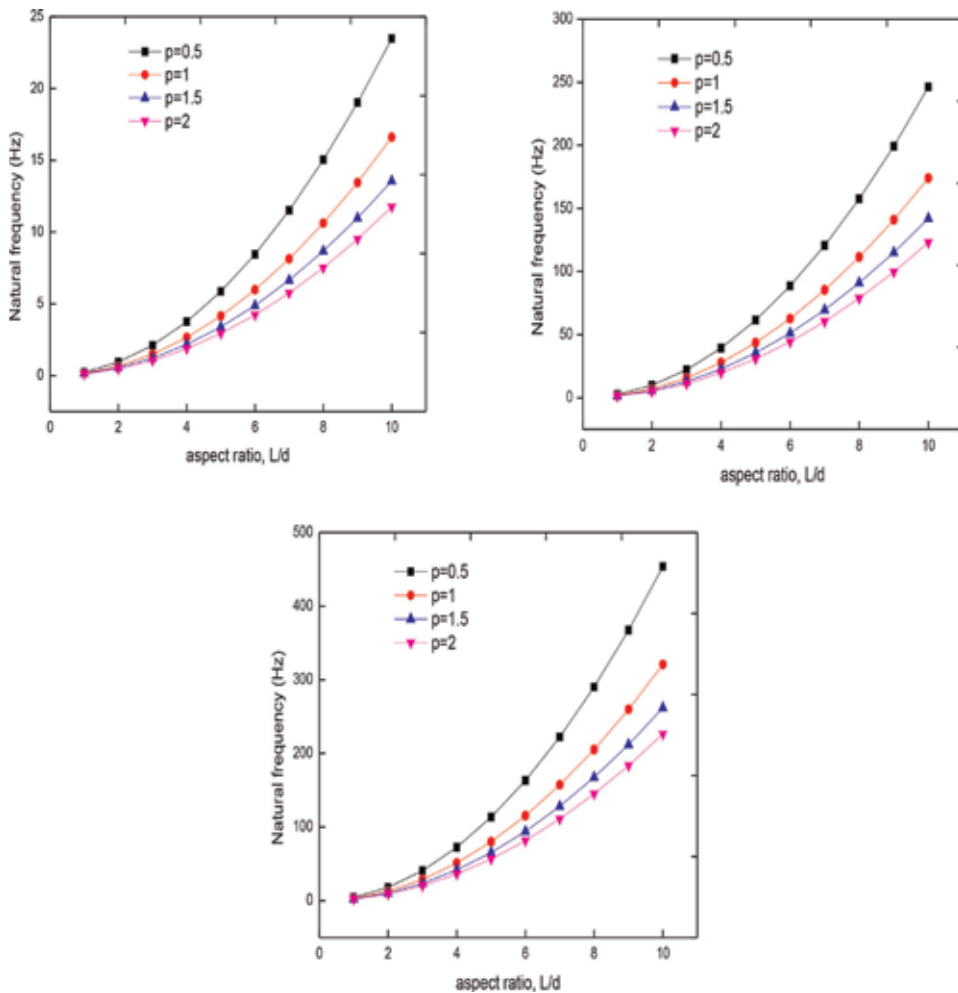 25
20
15
10
5
0
Natural frequency (Hz)
p=0.5
p=1
p=1.5
p=2
0 2 4 6 8 10
aspect ratio, L/d
300
250
200
150
100
50
0
Natural frequency (Hz)
p=0.5
p=1
p=1.5
p=2
0 2 4 6 8 10
aspect ratio, L/d
500
400
300
200
100
0
Natural frequency (Hz)
p=0.5
p=1
p=1.5
p=2
0 2 4 6 8 10
aspect ratio, L/d